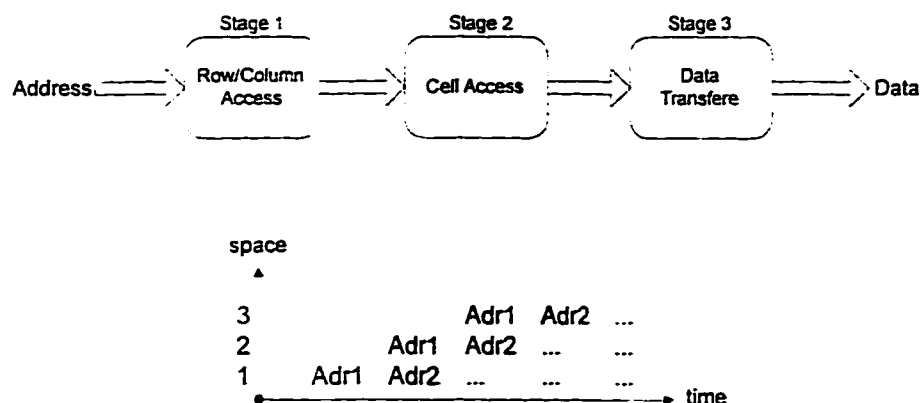 Stage 1 Stage 2 Stage 3
Address Row/Column Access Cell Access Data Transfere Data
space
3 Adr1 Adr2 ...
2 Adr1 Adr2 ... ...
1 Adr1 Adr2 ... ... ...
time